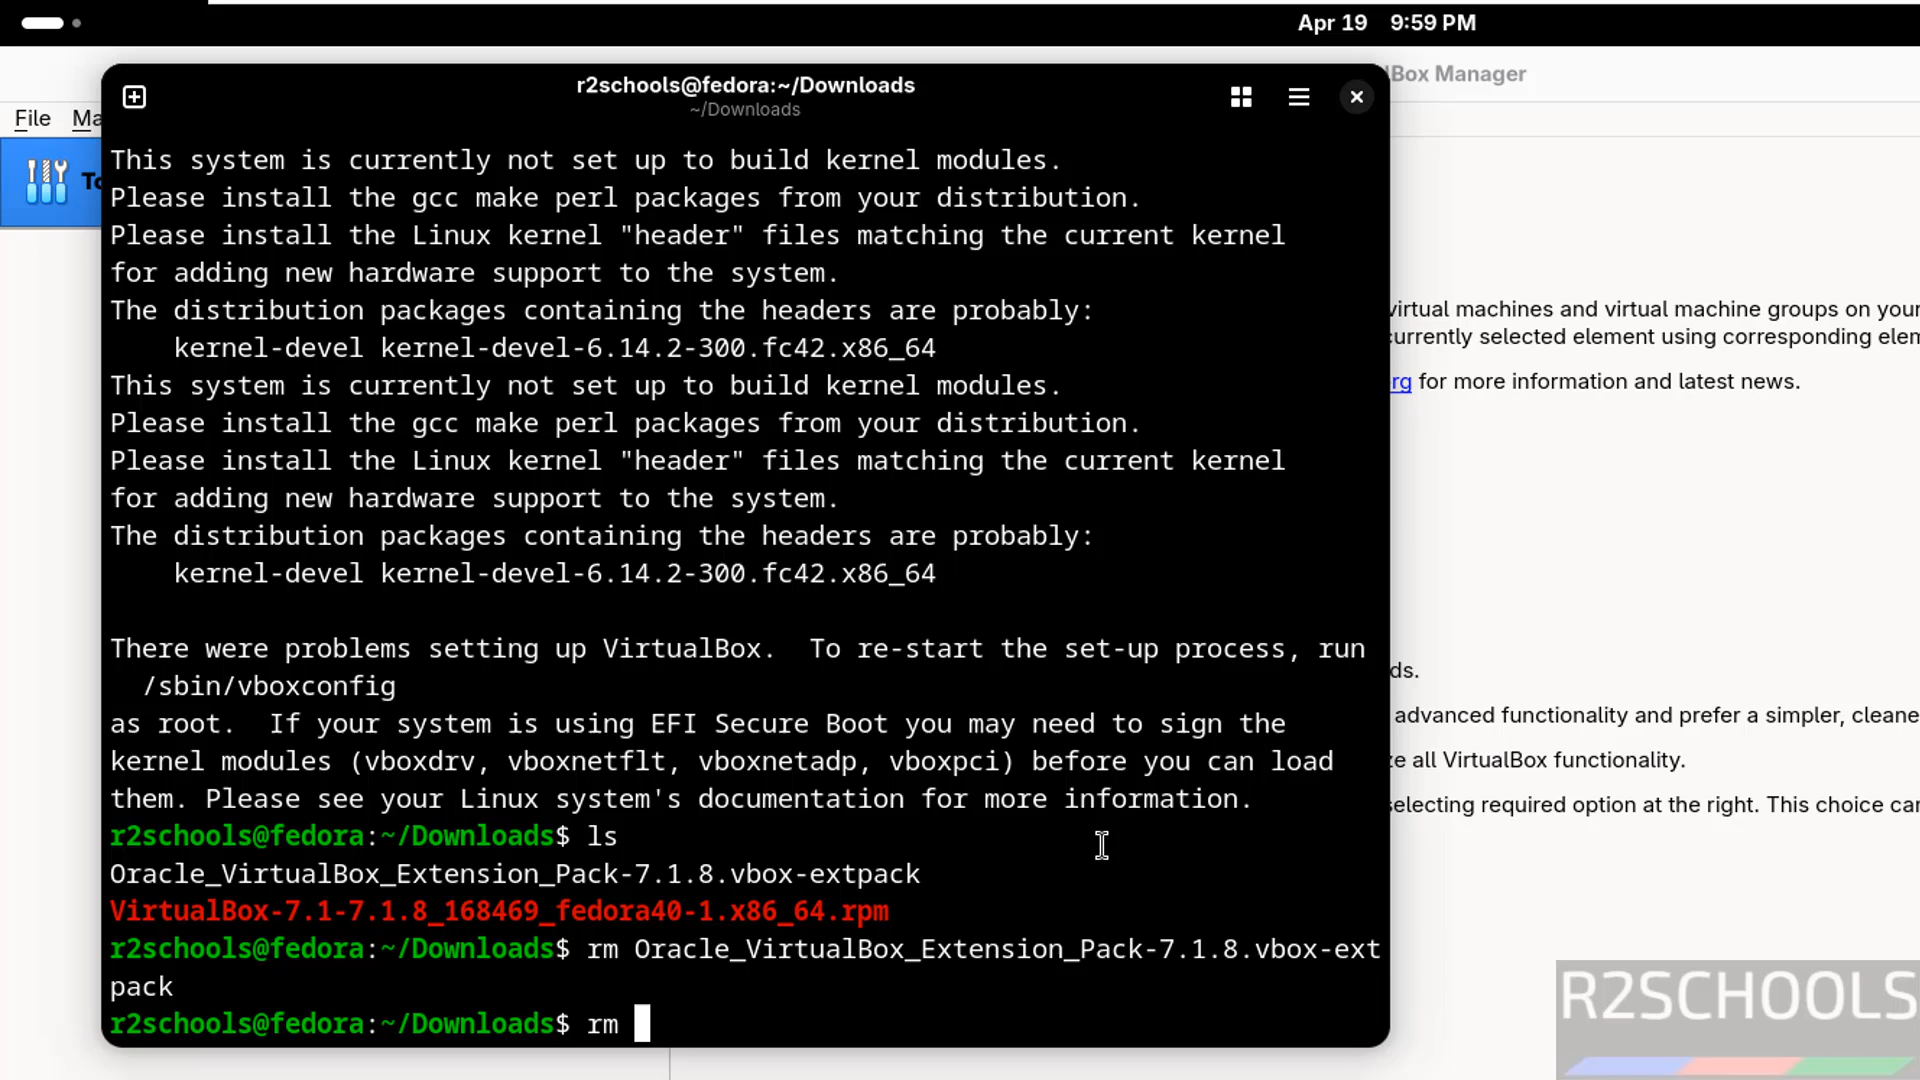 Apr 19 9:59 PM
r2schools@fedora:~/Downloads
~/Downloads
Box Manager
File Ma
To
This system is currently not set up to build kernel modules.
Please install the gcc make perl packages from your distribution.
Please install the Linux kernel "header" files matching the current kernel
for adding new hardware support to the system.
The distribution packages containing the headers are probably:
    kernel-devel kernel-devel-6.14.2-300.fc42.x86_64
This system is currently not set up to build kernel modules.
Please install the gcc make perl packages from your distribution.
Please install the Linux kernel "header" files matching the current kernel
for adding new hardware support to the system.
The distribution packages containing the headers are probably:
    kernel-devel kernel-devel-6.14.2-300.fc42.x86_64
There were problems setting up VirtualBox.  To re-start the set-up process, run
  /sbin/vboxconfig
as root.  If your system is using EFI Secure Boot you may need to sign the
kernel modules (vboxdrv, vboxnetflt, vboxnetadp, vboxpci) before you can load
them. Please see your Linux system's documentation for more information.
r2schools@fedora:~/Downloads$ ls
Oracle_VirtualBox_Extension_Pack-7.1.8.vbox-extpack
VirtualBox-7.1-7.1.8_168469_fedora40-1.x86_64.rpm
r2schools@fedora:~/Downloads$ rm Oracle_VirtualBox_Extension_Pack-7.1.8.vbox-ext
pack
r2schools@fedora:~/Downloads$ rm
virtual machines and virtual machine groups on your
currently selected element using corresponding elem
rg for more information and latest news.
ds.
advanced functionality and prefer a simpler, cleane
ze all VirtualBox functionality.
selecting required option at the right. This choice car
R2SCHOOLS